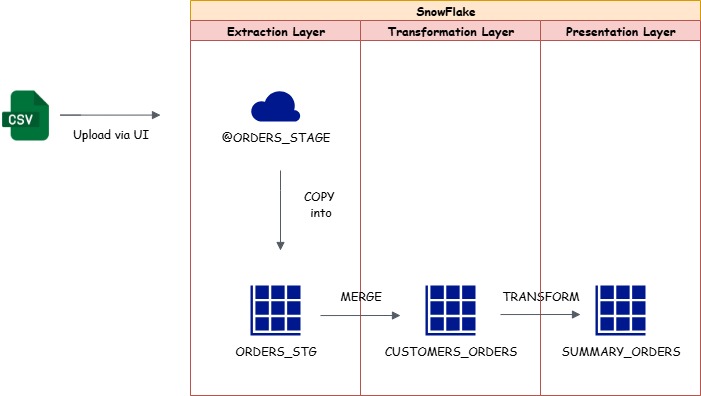 SnowFlake
Extraction Layer
Transformation Layer
Presentation Layer
CSV
Upload via UI
@ORDERS_STAGE
COPY
into
MERGE
TRANSFORM
ORDERS_STG
CUSTOMERS_ORDERS
SUMMARY_ORDERS